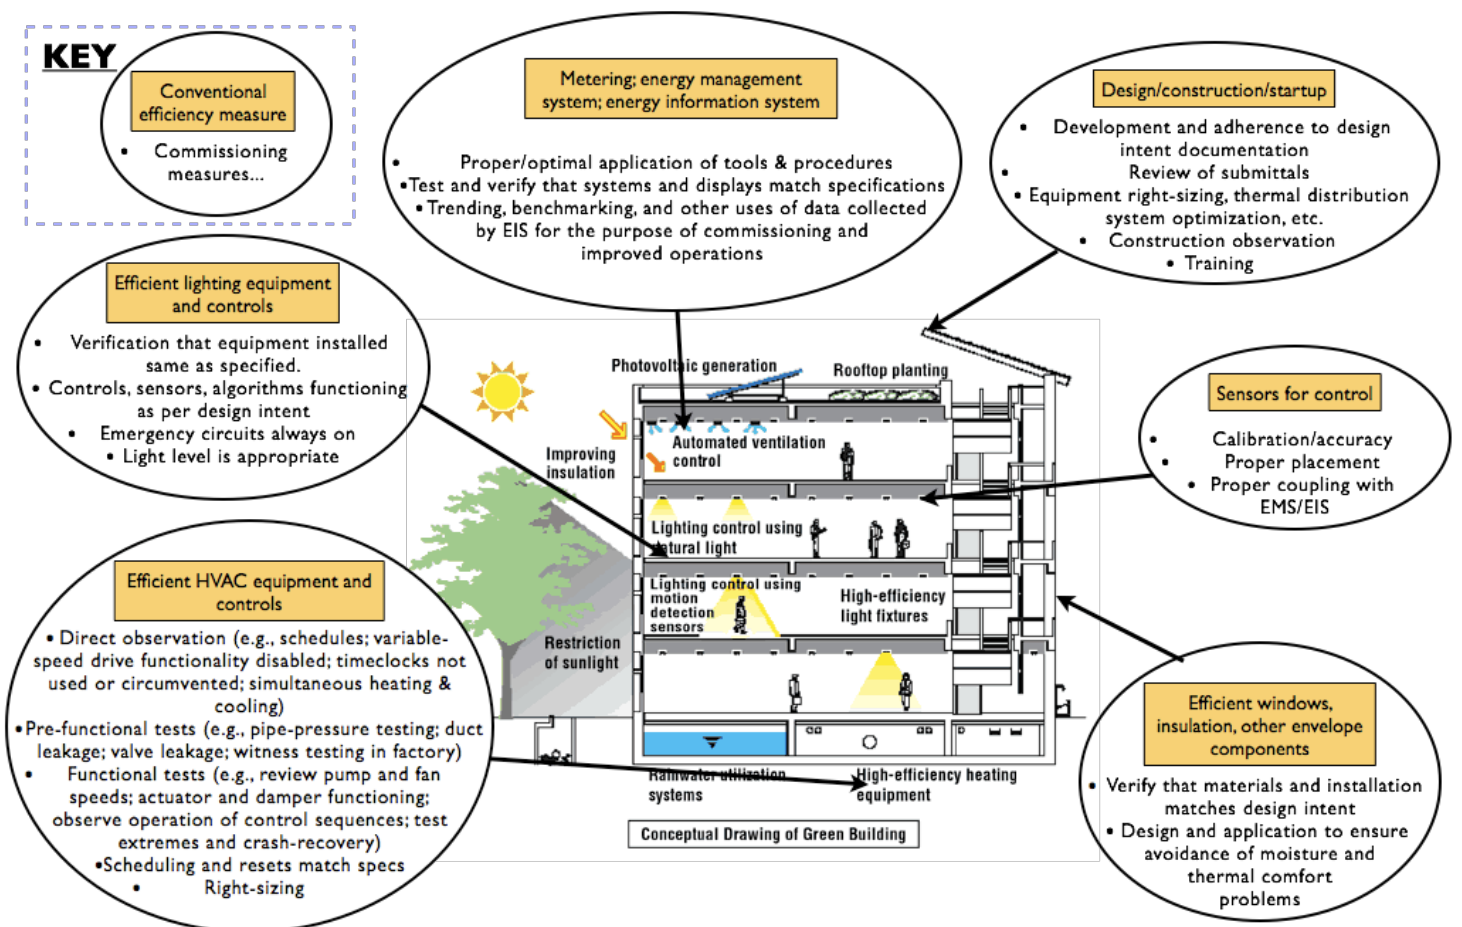 KEY
Conventional
efficiency measure
• Commissioning
measures...
Metering; energy management
system; energy information system
• Proper/optimal application of tools & procedures
•Test and verify that systems and displays match specifications
• Trending, benchmarking, and other uses of data collected
by EIS for the purpose of commissioning and
improved operations
Design/construction/startup
• Development and adherence to design
intent documentation
• Review of submittals
• Equipment right-sizing, thermal distribution
system optimization, etc.
• Construction observation
• Training
Efficient lighting equipment
and controls
• Verification that equipment installed
same as specified.
• Controls, sensors, algorithms functioning
as per design intent
• Emergency circuits always on
• Light level is appropriate
Sensors for control
• Calibration/accuracy
• Proper placement
• Proper coupling with
EMS/EIS
Efficient HVAC equipment and
controls
• Direct observation (e.g., schedules; variable-
speed drive functionality disabled; timeclocks not
used or circumvented; simultaneous heating &
cooling)
•Pre-functional tests (e.g., pipe-pressure testing; duct
leakage; valve leakage; witness testing in factory)
• Functional tests (e.g., review pump and fan
speeds; actuator and damper functioning;
observe operation of control sequences; test
extremes and crash-recovery)
•Scheduling and resets match specs
• Right-sizing
Efficient windows,
insulation, other envelope
components
• Verify that materials and installation
matches design intent
• Design and application to ensure
avoidance of moisture and
thermal comfort
problems
Photovoltaic generation
Rooftop planting
Improving
insulation
Automated ventilation
control
Lighting control using
natural light
Lighting control using
motion
detection
sensors
High-efficiency
light fixtures
Restriction
of sunlight
Rainwater utilization
systems
High-efficiency heating
equipment
Conceptual Drawing of Green Building